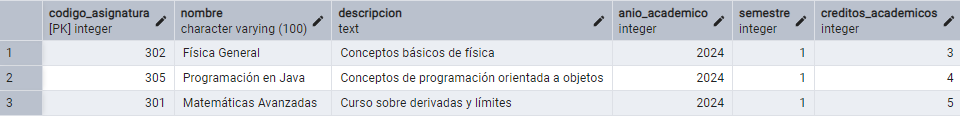 codigo_asignatura nombre descripcion anio_academico semestre creditos_academicos
[PK] integer character varying (100) text integer integer integer
1 302 Física General Conceptos básicos de física 2024 1 3
2 305 Programación en Java Conceptos de programación orientada a objetos 2024 1 4
3 301 Matemáticas Avanzadas Curso sobre derivadas y límites 2024 1 5